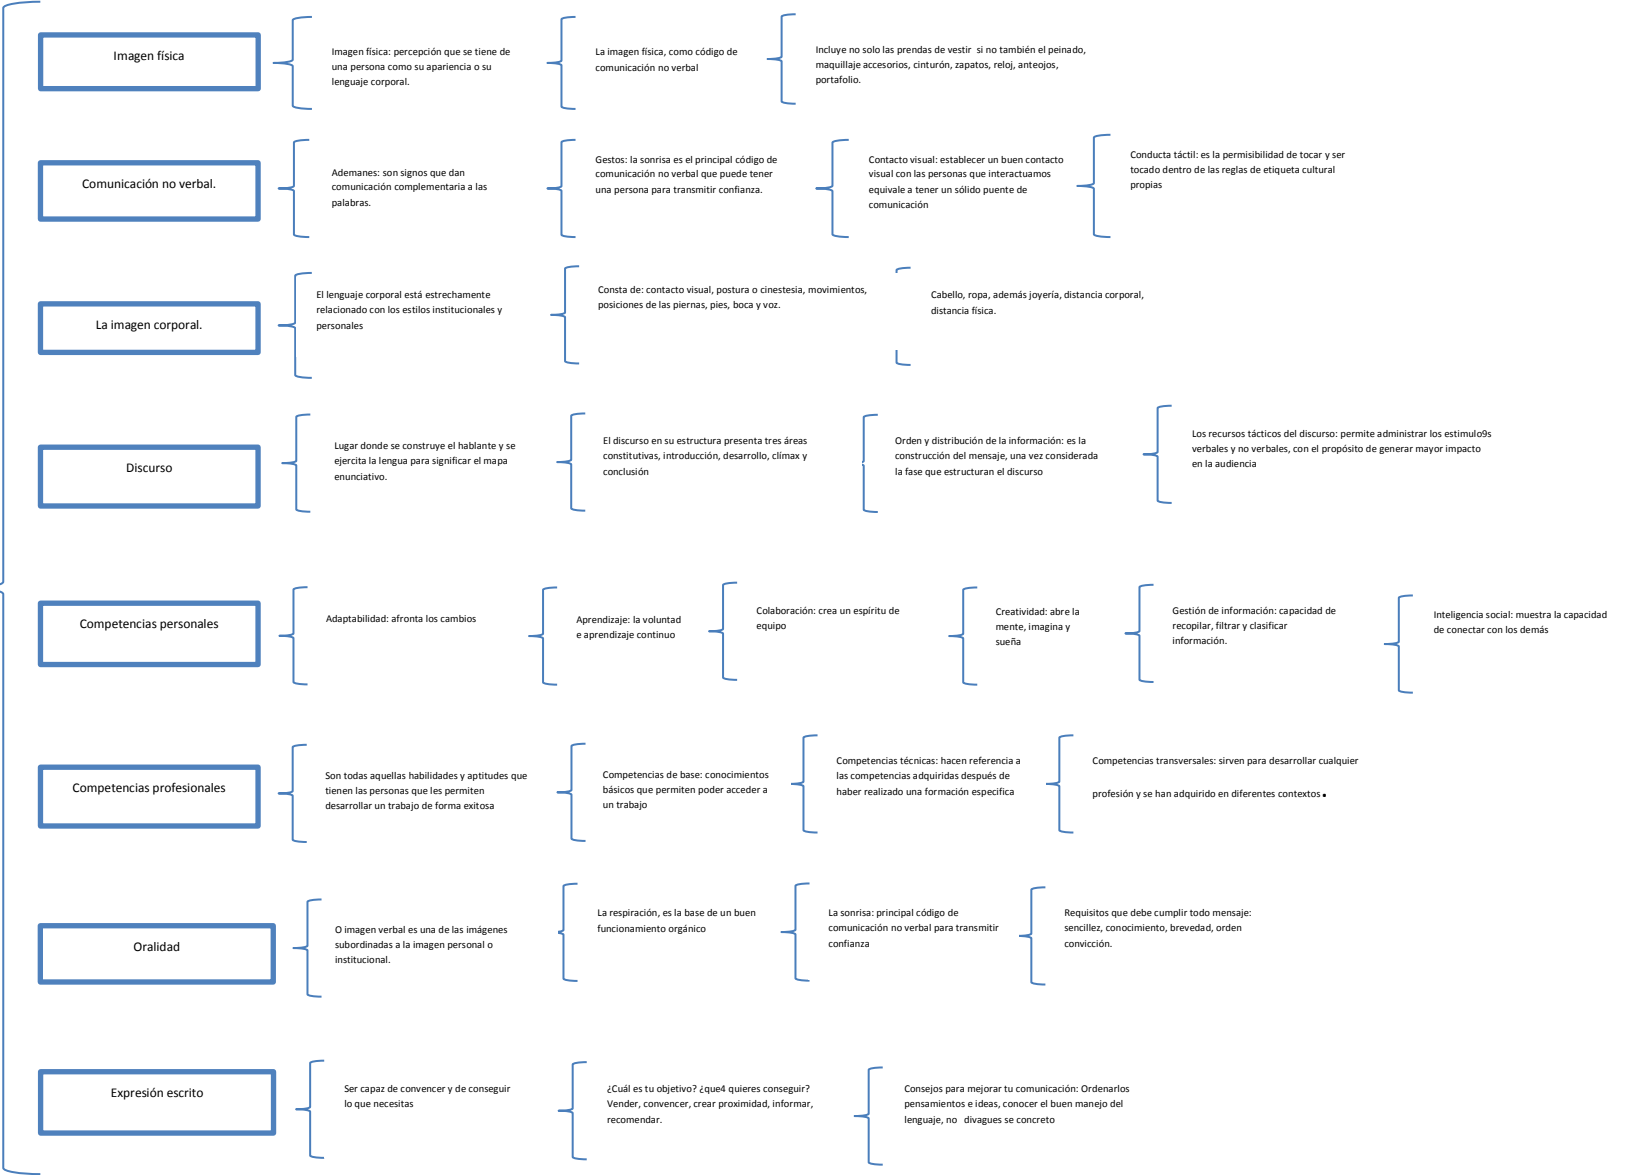 Imagen física
Imagen física: percepción que se tiene de
una persona como su apariencia o su
lenguaje corporal.
La imagen física, como código de
comunicación no verbal
Incluye no solo las prendas de vestir  si no también el peinado,
maquillaje accesorios, cinturón, zapatos, reloj, anteojos,
portafolio.
Comunicación no verbal.
Ademanes: son signos que dan
comunicación complementaria a las
palabras.
Gestos: la sonrisa es el principal código de
comunicación no verbal que puede tener
una persona para transmitir confianza.
Contacto visual: establecer un buen contacto
visual con las personas que interactuamos
equivale a tener un sólido puente de
comunicación
Conducta táctil: es la permisibilidad de tocar y ser
tocado dentro de las reglas de etiqueta cultural
propias
La imagen corporal.
El lenguaje corporal está estrechamente
relacionado con los estilos institucionales y
personales
Consta de: contacto visual, postura o cinestesia, movimientos,
posiciones de las piernas, pies, boca y voz.
Cabello, ropa, además joyería, distancia corporal,
distancia física.
Discurso
Lugar donde se construye el hablante y se
ejercita la lengua para significar el mapa
enunciativo.
El discurso en su estructura presenta tres áreas
constitutivas, introducción, desarrollo, clímax y
conclusión
Orden y distribución de la información: es la
construcción del mensaje, una vez considerada
la fase que estructuran el discurso
Los recursos tácticos del discurso: permite administrar los estimulo9s
verbales y no verbales, con el propósito de generar mayor impacto
en la audiencia
Competencias personales
Adaptabilidad: afronta los cambios
Aprendizaje: la voluntad
e aprendizaje continuo
Colaboración: crea un espíritu de
equipo
Creatividad: abre la
mente, imagina y
sueña
Gestión de información: capacidad de
recopilar, filtrar y clasificar
información.
Inteligencia social: muestra la capacidad
de conectar con los demás
Competencias profesionales
Son todas aquellas habilidades y aptitudes que
tienen las personas que les permiten
desarrollar un trabajo de forma exitosa
Competencias de base: conocimientos
básicos que permiten poder acceder a
un trabajo
Competencias técnicas: hacen referencia a
las competencias adquiridas después de
haber realizado una formación especifica
Competencias transversales: sirven para desarrollar cualquier
profesión y se han adquirido en diferentes contextos.
Oralidad
O imagen verbal es una de las imágenes
subordinadas a la imagen personal o
institucional.
La respiración, es la base de un buen
funcionamiento orgánico
La sonrisa: principal código de
comunicación no verbal para transmitir
confianza
Requisitos que debe cumplir todo mensaje:
sencillez, conocimiento, brevedad, orden
convicción.
Expresión escrito
Ser capaz de convencer y de conseguir
lo que necesitas
¿Cuál es tu objetivo? ¿que4 quieres conseguir?
Vender, convencer, crear proximidad, informar,
recomendar.
Consejos para mejorar tu comunicación: Ordenarlos
pensamientos e ideas, conocer el buen manejo del
lenguaje, no  divagues se concreto